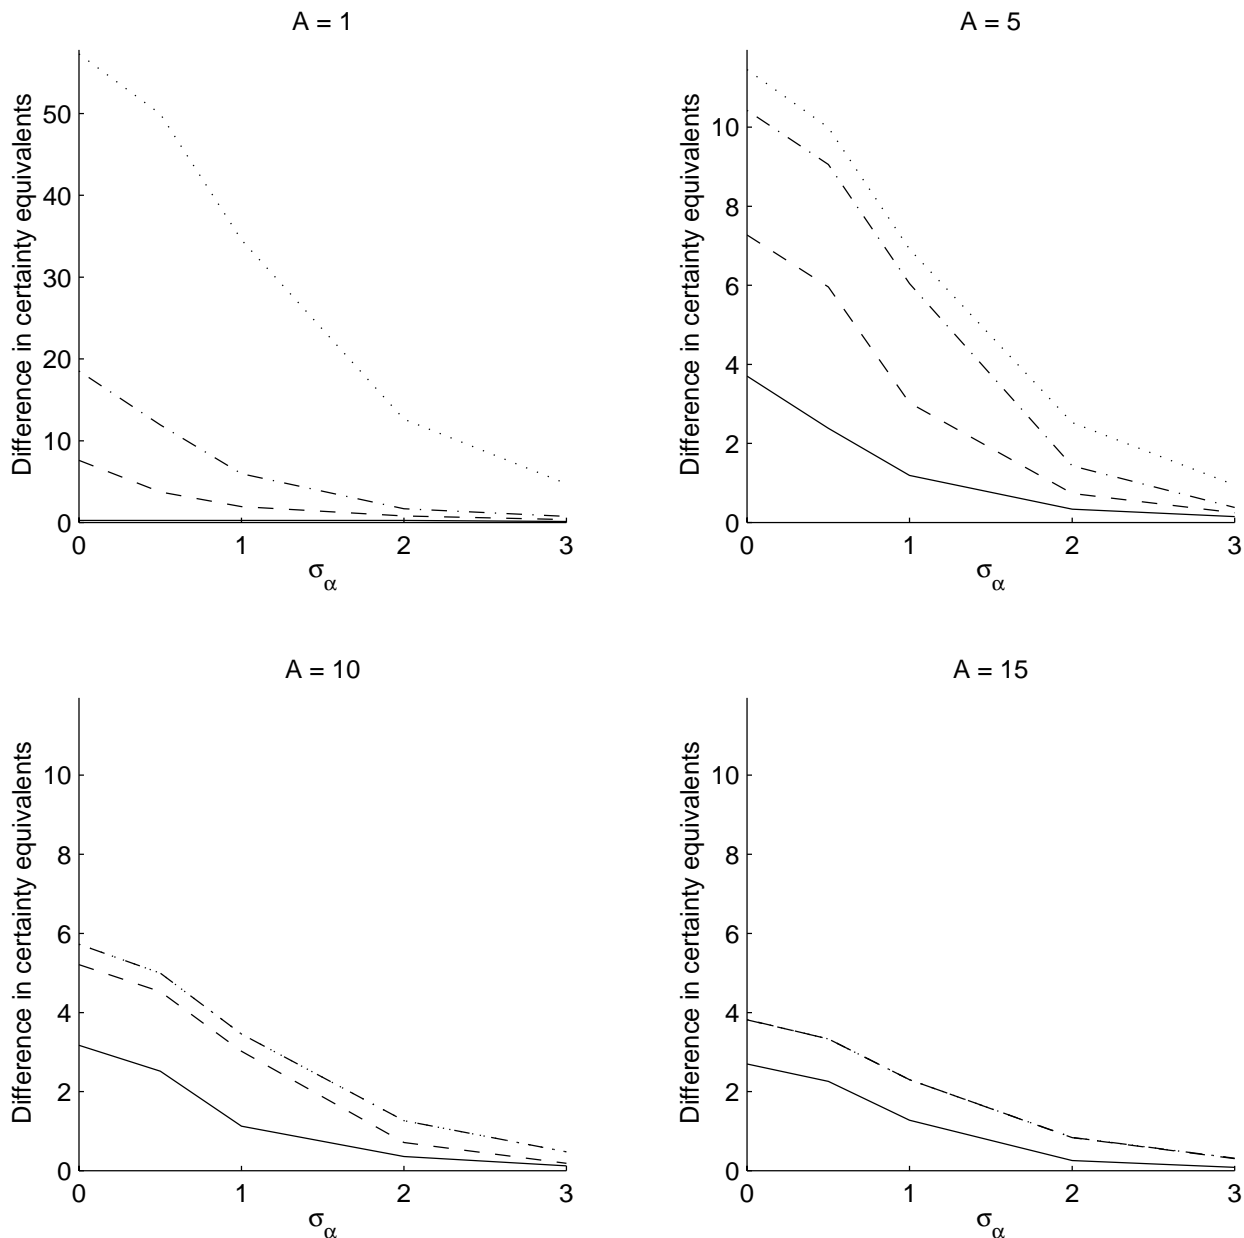 A = 1
Difference in certainty equivalents
50
40
30
20
10
0
0 1 2 3
σα
A = 5
Difference in certainty equivalents
10
8
6
4
2
0
0 1 2 3
σα
A = 10
Difference in certainty equivalents
10
8
6
4
2
0
0 1 2 3
σα
A = 15
Difference in certainty equivalents
10
8
6
4
2
0
0 1 2 3
σα